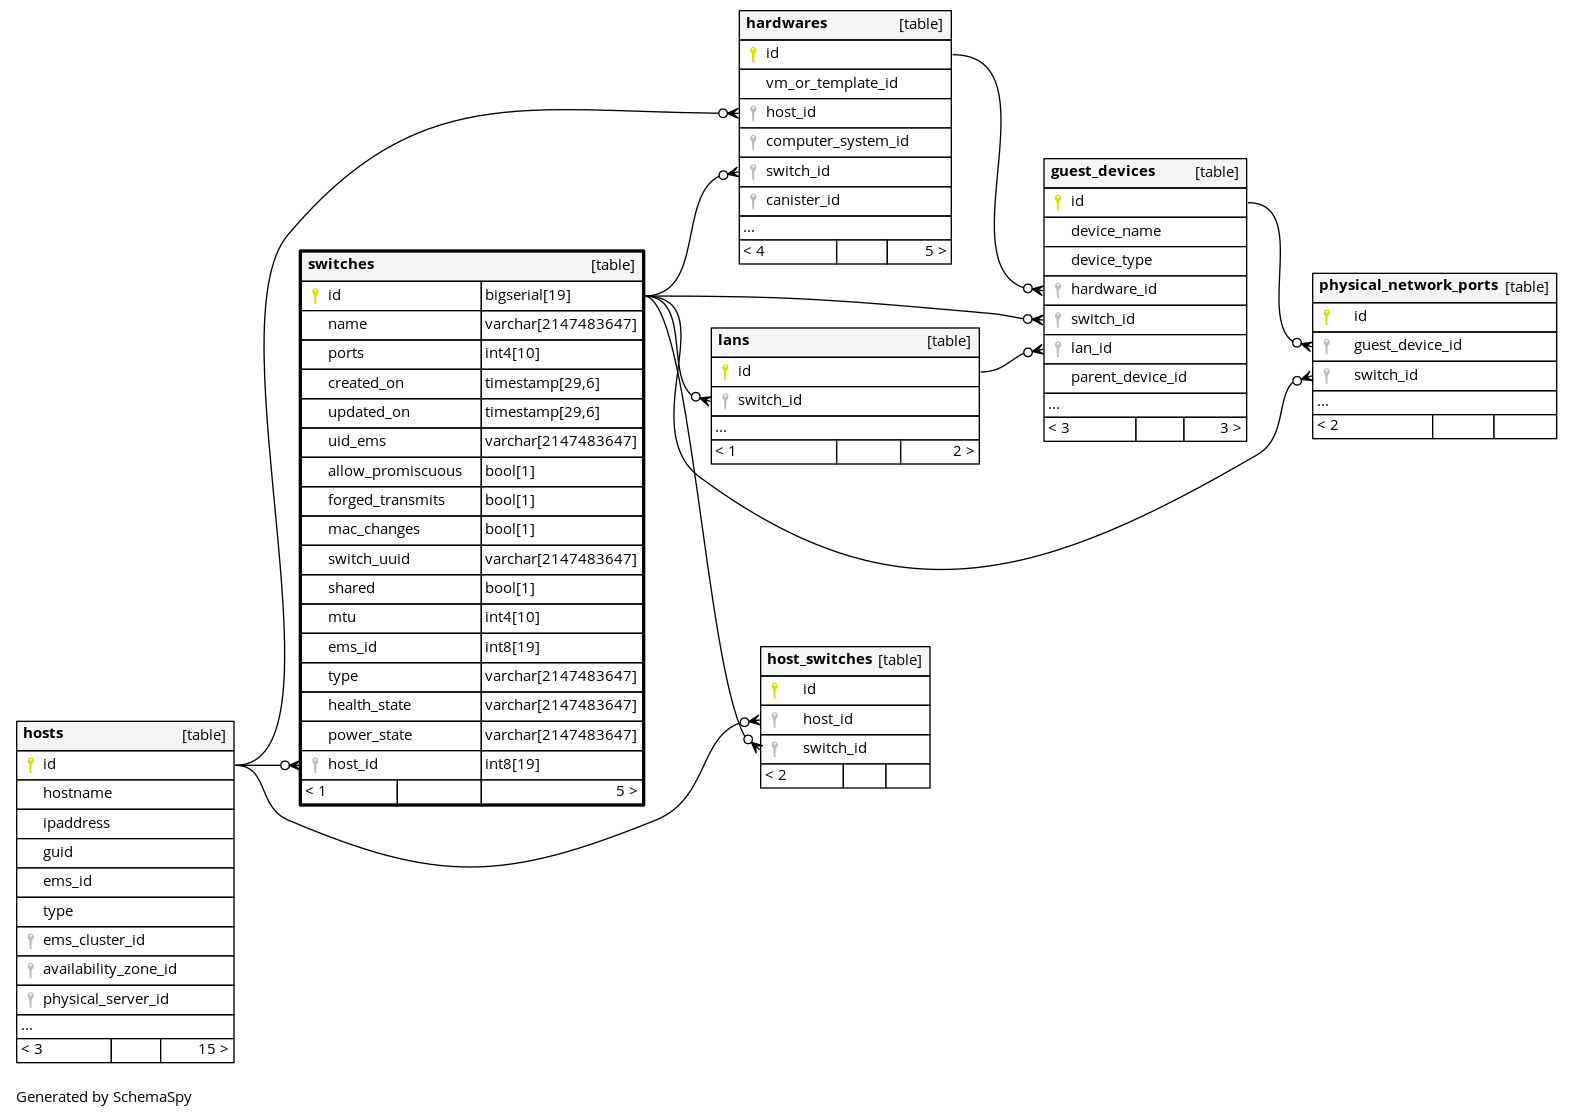 hardwares [table]
id
vm_or_template_id
host_id
computer_system_id
switch_id
canister_id
...
< 4 5 >
guest_devices [table]
id
device_name
device_type
hardware_id
switch_id
lan_id
parent_device_id
...
< 3 3 >
physical_network_ports [table]
id
guest_device_id
switch_id
...
< 2
switches [table]
id bigserial[19]
name varchar[2147483647]
ports int4[10]
created_on timestamp[29,6]
updated_on timestamp[29,6]
uid_ems varchar[2147483647]
allow_promiscuous bool[1]
forged_transmits bool[1]
mac_changes bool[1]
switch_uuid varchar[2147483647]
shared bool[1]
mtu int4[10]
ems_id int8[19]
type varchar[2147483647]
health_state varchar[2147483647]
power_state varchar[2147483647]
host_id int8[19]
< 1 5 >
lans [table]
id
switch_id
...
< 1 2 >
host_switches [table]
id
host_id
switch_id
< 2
hosts [table]
id
hostname
ipaddress
guid
ems_id
type
ems_cluster_id
availability_zone_id
physical_server_id
...
< 3 15 >
Generated by SchemaSpy